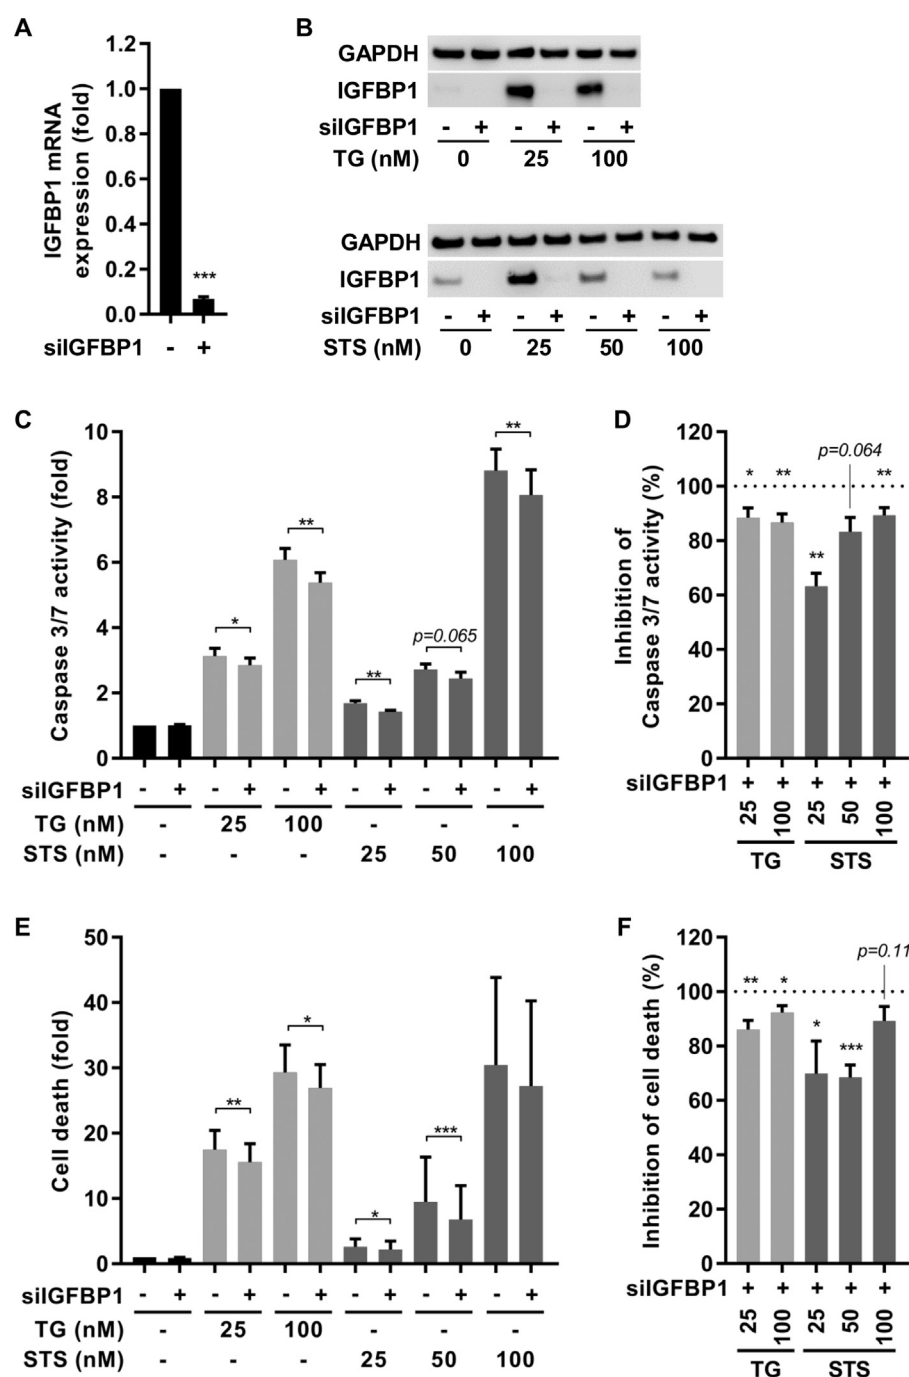 A
IGFBP1 mRNA
expression (fold)
1.2
1.0
0.8
0.6
0.4
0.2
0.0
***
siIGFBP1 - +
B
GAPDH
IGFBP1
siIGFBP1 - + - + - +
TG (nM) 0 25 100
GAPDH
IGFBP1
siIGFBP1 - + - + - + - +
STS (nM) 0 25 50 100
C
Caspase 3/7 activity (fold)
10
8
6
4
2
0
* ** ** p=0.065 **
siIGFBP1 - + - + - + - + - + - +
TG (nM) - 25 100 - - -
STS (nM) - - - 25 50 100
D
Inhibition of
Caspase 3/7 activity (%)
120
100
80
60
40
20
0
* ** ** p=0.064 **
siIGFBP1 + + + + +
25 100 25 50 100
TG STS
E
Cell death (fold)
50
40
30
20
10
0
** * * ***
siIGFBP1 - + - + - + - + - + - +
TG (nM) - 25 100 - - -
STS (nM) - - - 25 50 100
F
Inhibition of cell death (%)
120
100
80
60
40
20
0
** * * *** p=0.11
siIGFBP1 + + + + +
25 100 25 50 100
TG STS